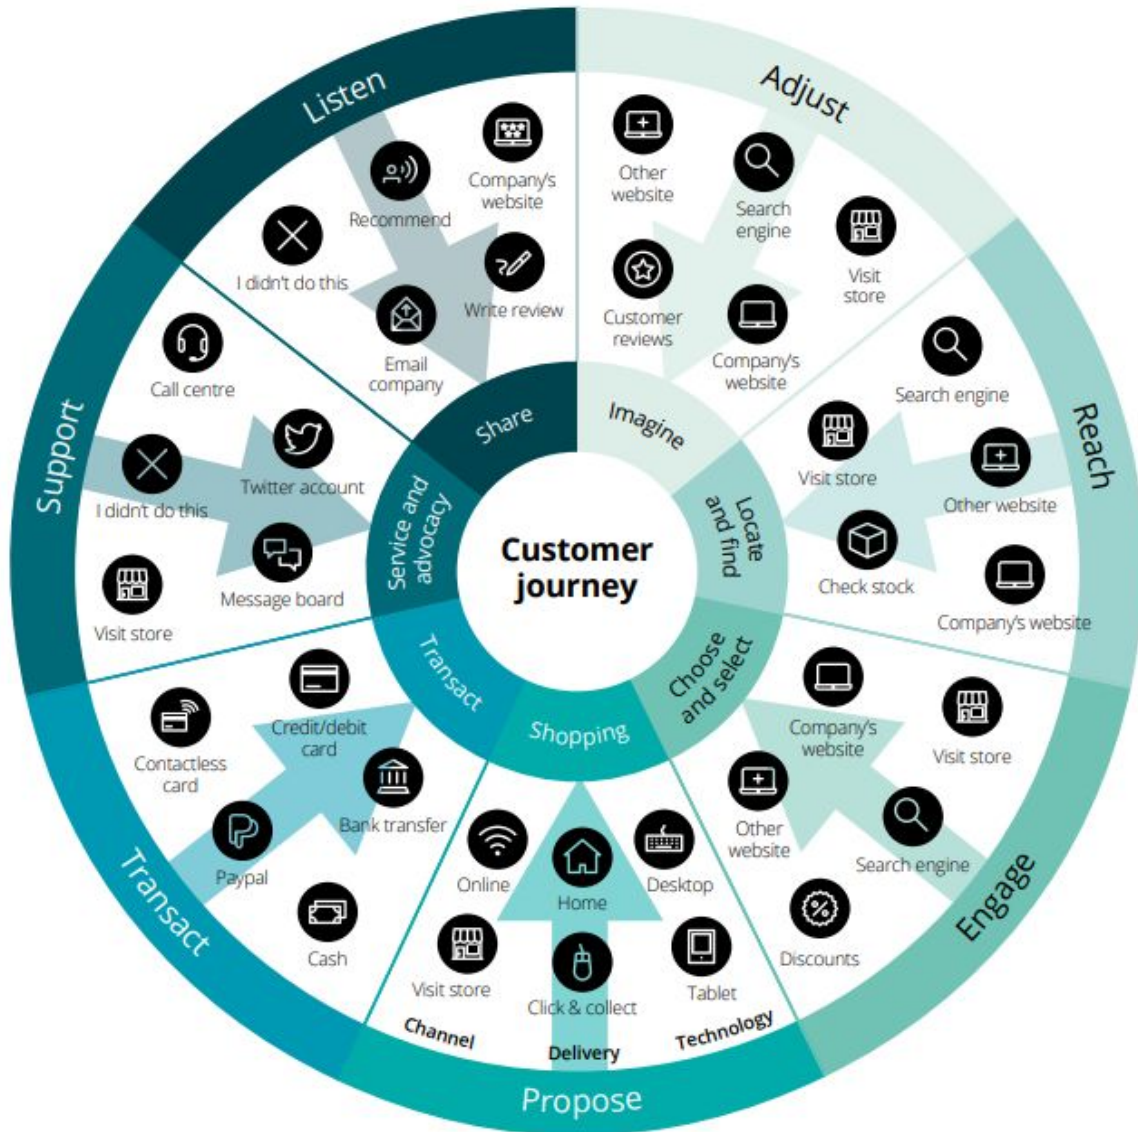 Customer
journey
Adjust
Imagine
Other
website
Search
engine
Visit
store
Customer
reviews
Company's
website
Reach
Locate
and find
Search engine
Visit store
Other website
Check stock
Company's website
Engage
Choose
and select
Company's
website
Visit store
Other
website
Search engine
Discounts
Propose
Shopping
Online
Home
Desktop
Visit store
Click & collect
Tablet
Channel
Delivery
Technology
Transact
Transact
Credit/debit
card
Contactless
card
Bank transfer
Paypal
Cash
Support
Service and
advocacy
Call centre
Twitter account
I didn't do this
Message board
Visit store
Listen
Share
Company's
website
Recommend
I didn't do this
Write review
Email
company